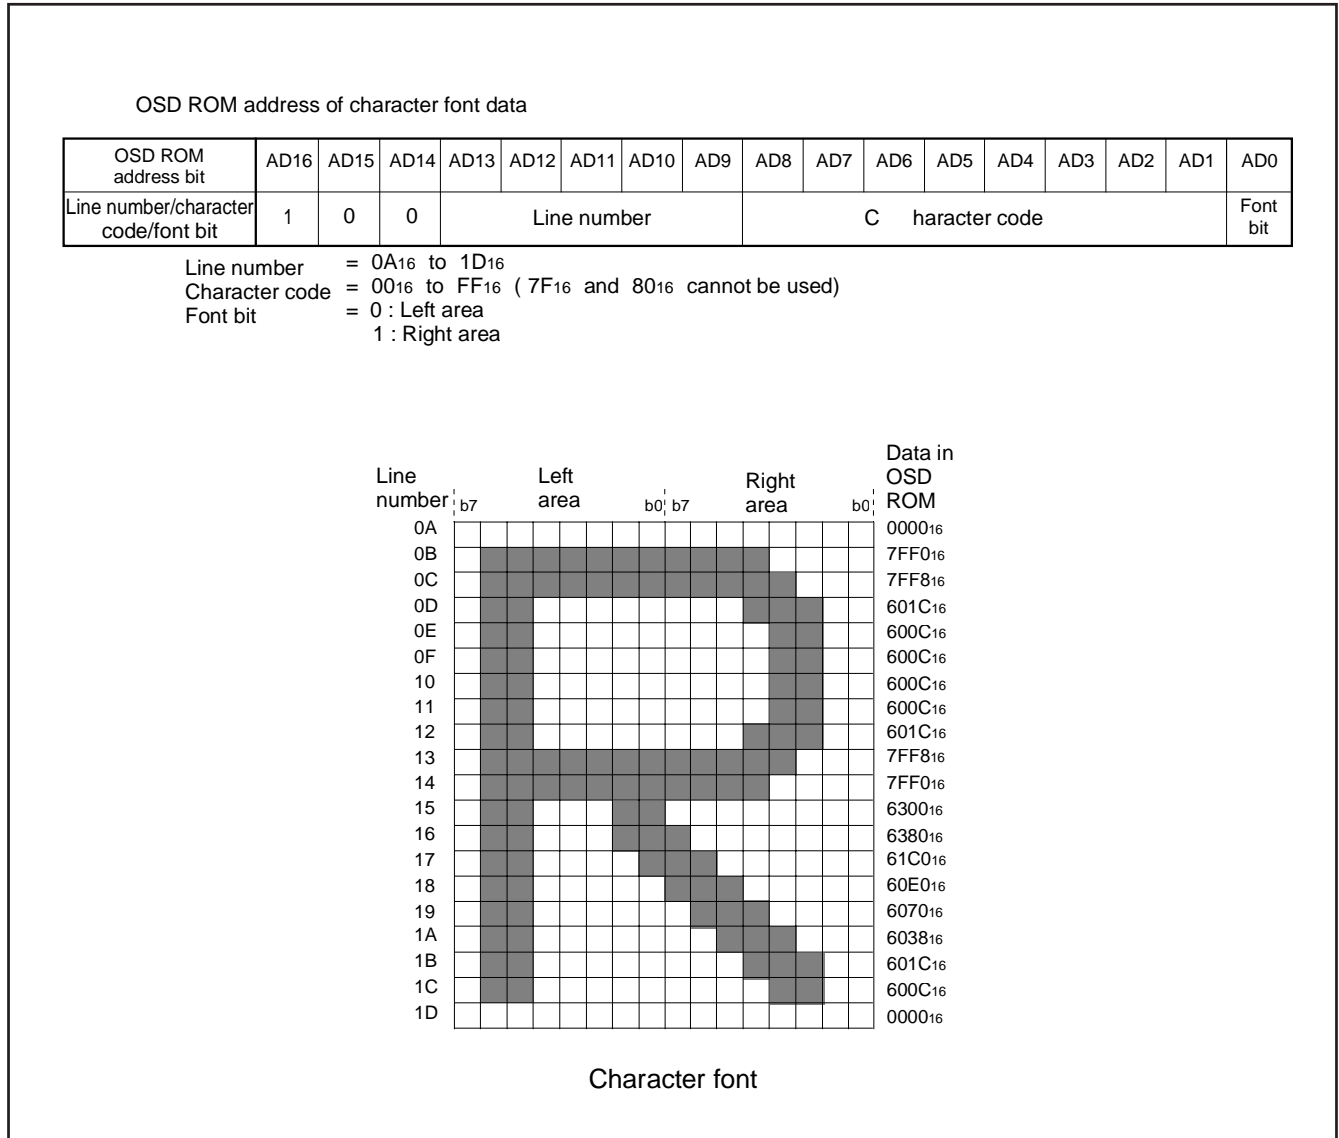 OSD ROM address of character font data
OSD ROM address bit AD16 AD15 AD14 AD13 AD12 AD11 AD10 AD9 AD8 AD7 AD6 AD5 AD4 AD3 AD2 AD1 AD0
Line number/character code/font bit 1 0 0 Line number C haracter code Font bit
Line number = 0A16 to 1D16
Character code = 0016 to FF16 ( 7F16 and 8016 cannot be used)
Font bit = 0 : Left area
1 : Right area
Line number Left area Right area Data in OSD ROM
b7 b0 b7 b0
0A 000016
0B 7FF016
0C 7FF816
0D 601C16
0E 600C16
0F 600C16
10 600C16
11 600C16
12 601C16
13 7FF816
14 7FF016
15 630016
16 638016
17 61C016
18 60E016
19 607016
1A 603816
1B 601C16
1C 600C16
1D 000016
Character font